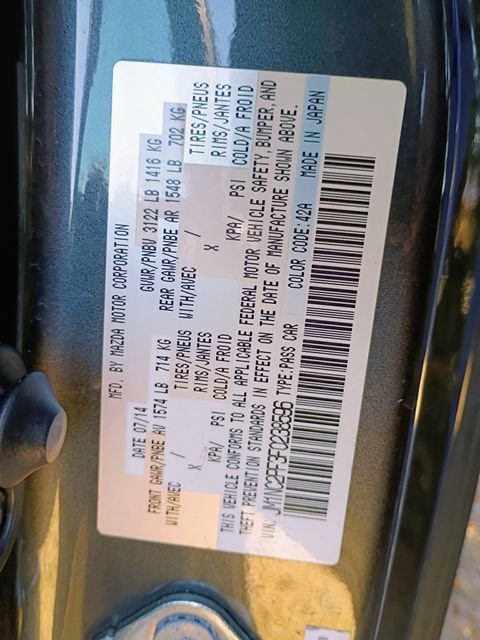 MFD. BY MAZDA MOTOR CORPORATION
DATE 07/14 GVWR/PNBV 3122 LB 1416 KG
FRONT GAWR/PNBE AV 1574 LB 714 KG REAR GAWR/PNBE AR 1548 LB 702 KG
WITH/AVEC / TIRES/PNEUS WITH/AVEC / TIRES/PNEUS
X RIMS/JANTES X RIMS/JANTES
KPA/ PSI COLD/A FROID KPA/ PSI COLD/A FROID
THIS VEHICLE CONFORMS TO ALL APPLICABLE FEDERAL MOTOR VEHICLE SAFETY, BUMPER, AND
THEFT PREVENTION STANDARDS IN EFFECT ON THE DATE OF MANUFACTURE SHOWN ABOVE.
VIN: JM1NC2PF3F0238696 TYPE:PASS CAR COLOR CODE:42A MADE IN JAPAN